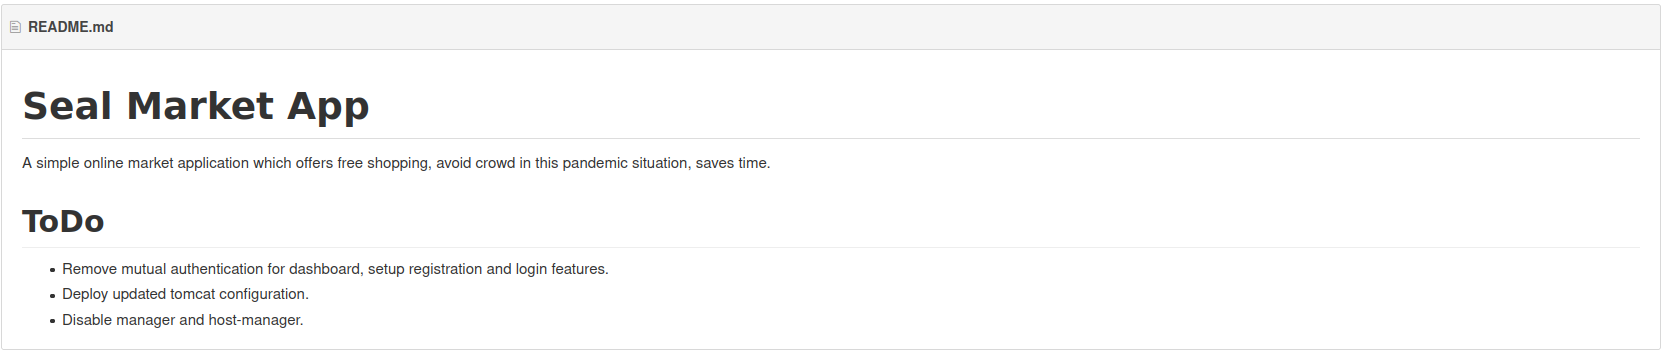 README.md
Seal Market App
A simple online market application which offers free shopping, avoid crowd in this pandemic situation, saves time.
ToDo
Remove mutual authentication for dashboard, setup registration and login features.
Deploy updated tomcat configuration.
Disable manager and host-manager.